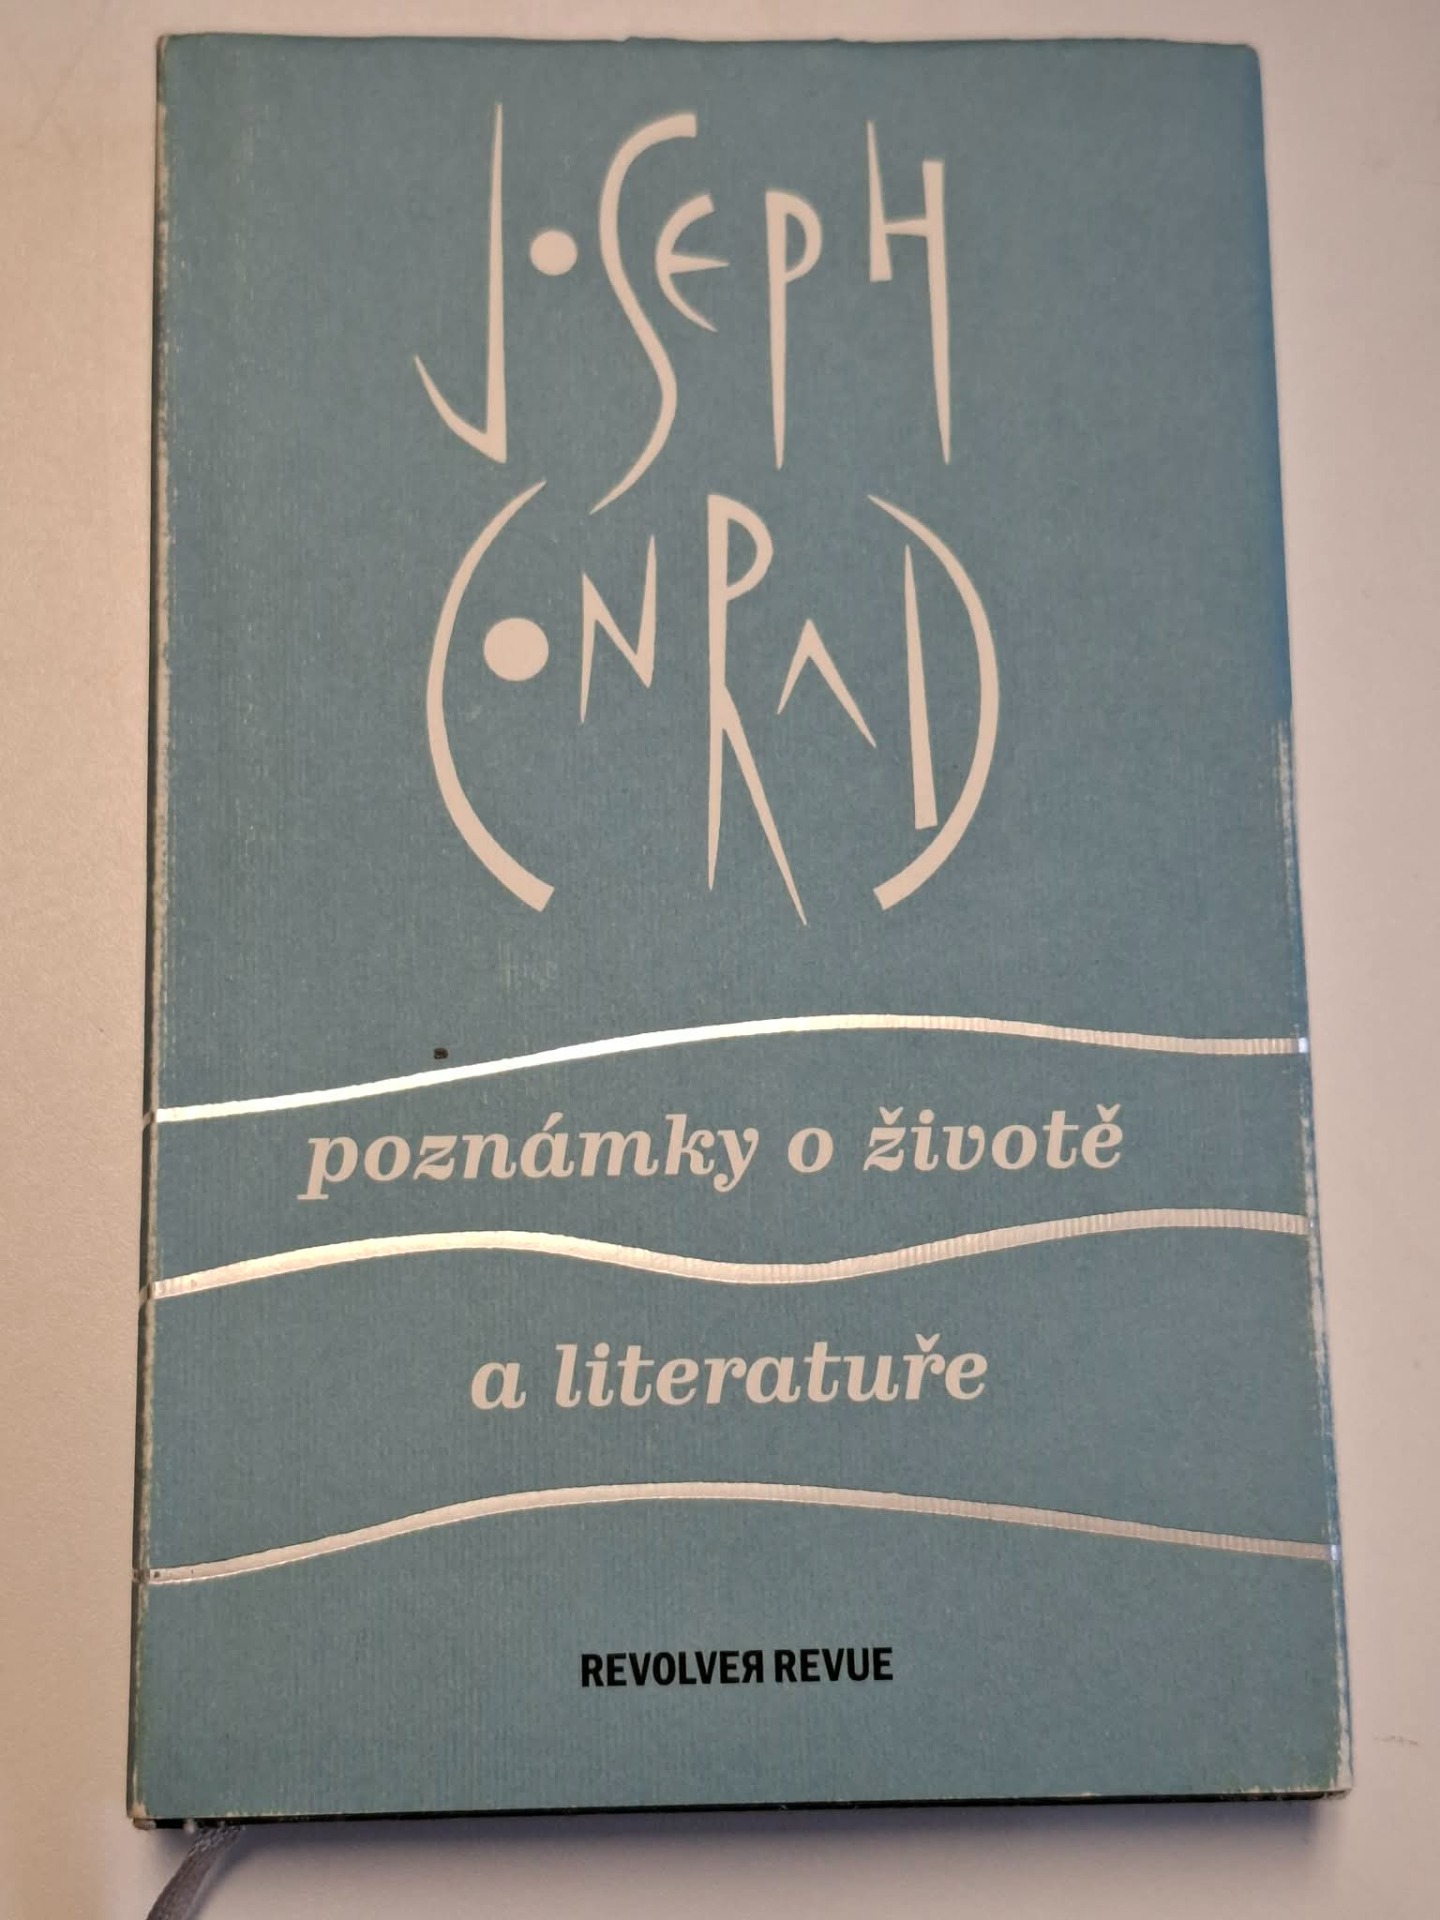 JOSEPH
CONRAD
poznámky o životě
a literatuře
REVOLVEЯ REVUE